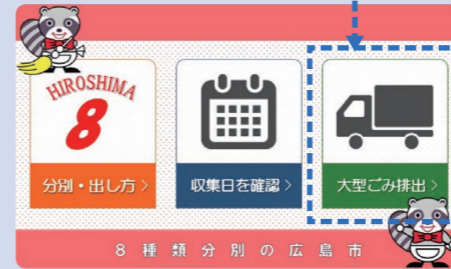 HIROSHIMA
8
分別・出し方 >
収集日を確認 >
大型ごみ排出 >
8種類分別の広島市